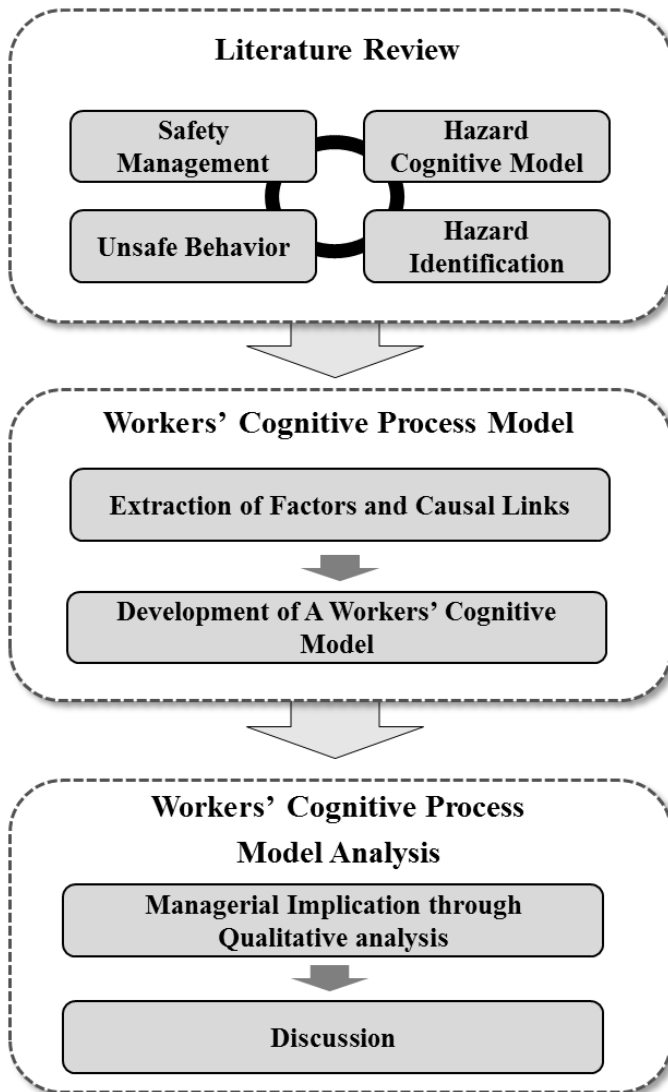 Literature Review
Safety
Management
Hazard
Cognitive Model
Unsafe Behavior
Hazard
Identification
Workers’ Cognitive Process Model
Extraction of Factors and Causal Links
Development of A Workers’ Cognitive
Model
Workers’ Cognitive Process
Model Analysis
Managerial Implication through
Qualitative analysis
Discussion